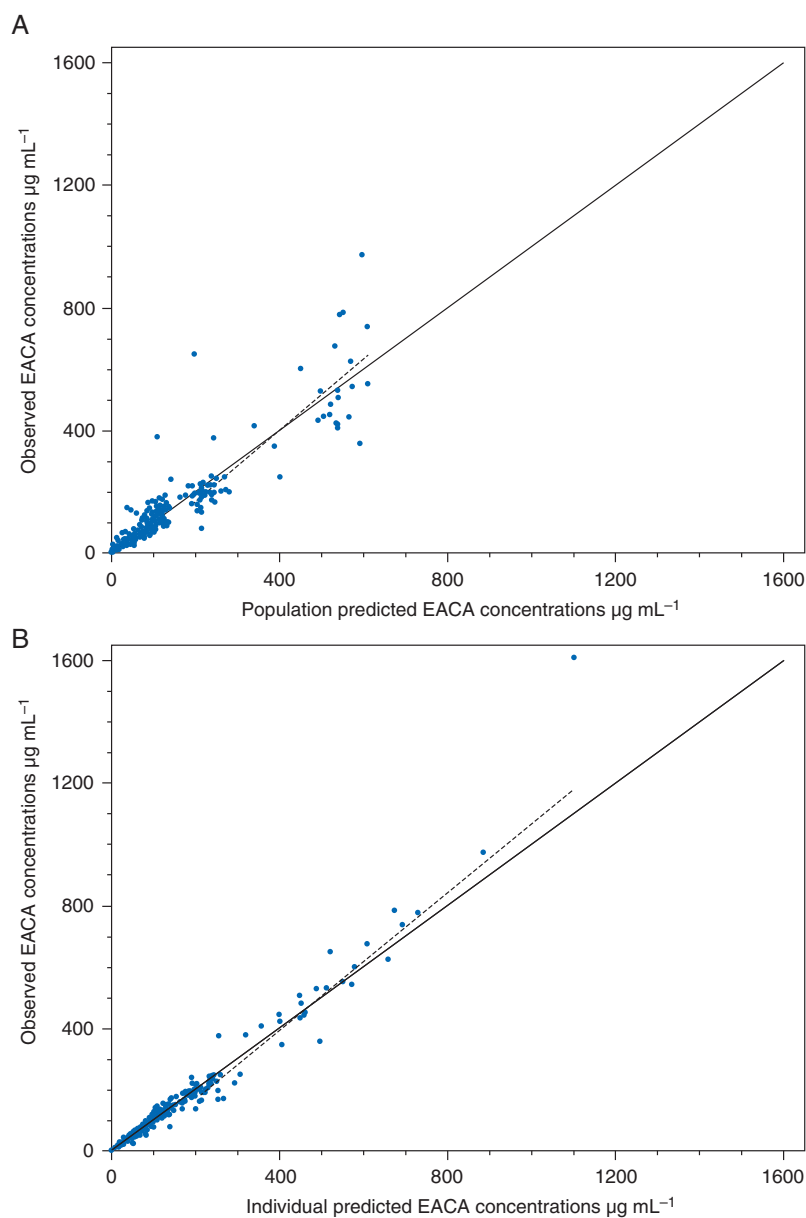 A
1600
1200
800
400
0
Observed EACA concentrations µg mL⁻¹
0 400 800 1200 1600
Population predicted EACA concentrations µg mL⁻¹
B
1600
1200
800
400
0
Observed EACA concentrations µg mL⁻¹
0 400 800 1200 1600
Individual predicted EACA concentrations µg mL⁻¹